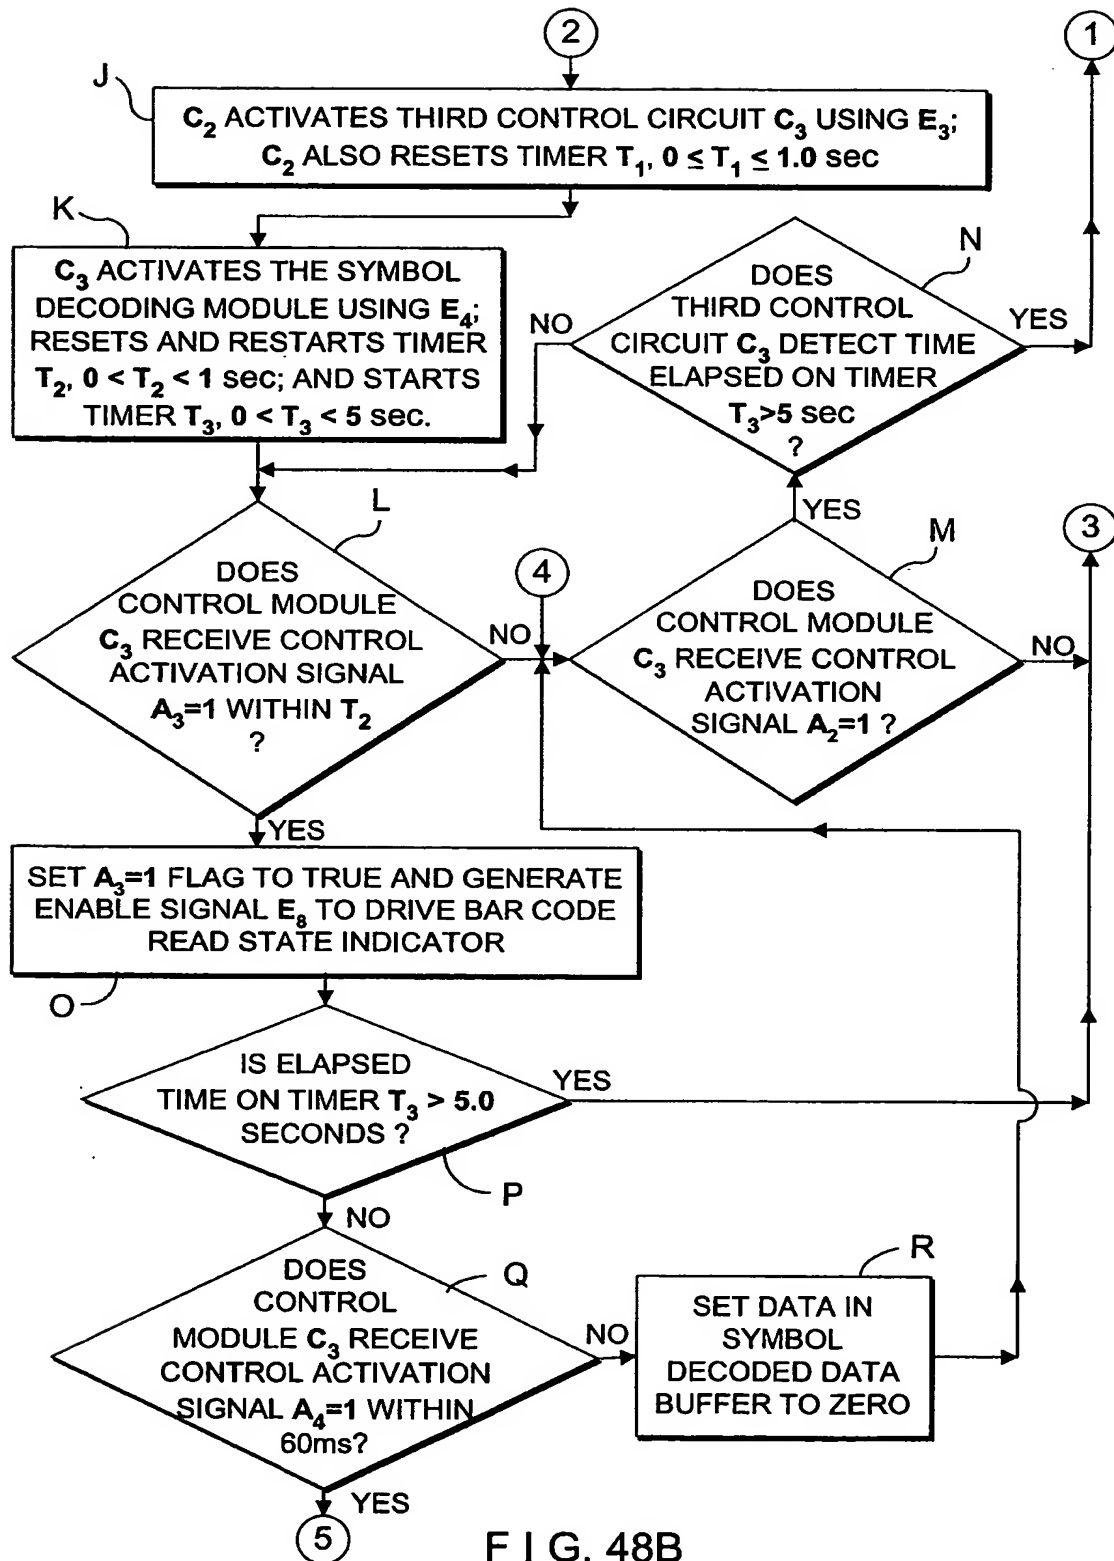 2
1
J
C₂ ACTIVATES THIRD CONTROL CIRCUIT C₃ USING E₃;
C₂ ALSO RESETS TIMER T₁, 0 ≤ T₁ ≤ 1.0 sec
K
C₃ ACTIVATES THE SYMBOL
DECODING MODULE USING E₄;
RESETS AND RESTARTS TIMER
T₂, 0 < T₂ < 1 sec; AND STARTS
TIMER T₃, 0 < T₃ < 5 sec.
N
DOES
THIRD CONTROL
CIRCUIT C₃ DETECT TIME
ELAPSED ON TIMER
T₃>5 sec
?
NO
YES
L
DOES
CONTROL MODULE
C₃ RECEIVE CONTROL
ACTIVATION SIGNAL
A₃=1 WITHIN T₂
?
NO
4
YES
M
DOES
CONTROL MODULE
C₃ RECEIVE CONTROL
ACTIVATION
SIGNAL A₂=1 ?
NO
3
YES
SET A₃=1 FLAG TO TRUE AND GENERATE
ENABLE SIGNAL E₈ TO DRIVE BAR CODE
READ STATE INDICATOR
O
IS ELAPSED
TIME ON TIMER T₃ > 5.0
SECONDS ?
YES
P
NO
DOES
CONTROL
MODULE C₃ RECEIVE
CONTROL ACTIVATION
SIGNAL A₄=1 WITHIN
60ms?
Q
NO
R
SET DATA IN
SYMBOL
DECODED DATA
BUFFER TO ZERO
YES
5
F I G. 48B